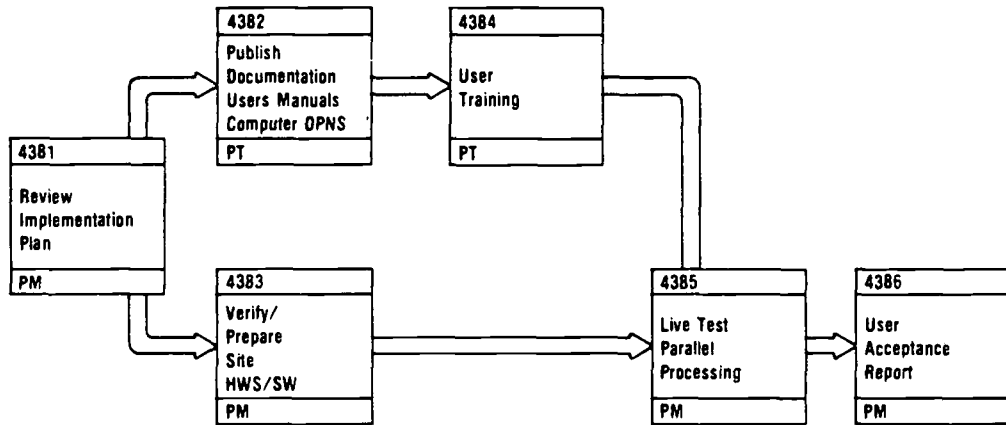 4382
Publish
Documentation
Users Manuals
Computer OPNS
PT
4384
User
Training
PT
4381
Review
Implementation
Plan
PM
4383
Verify/
Prepare
Site
HWS/SW
PM
4385
Live Test
Parallel
Processing
PM
4386
User
Acceptance
Report
PM